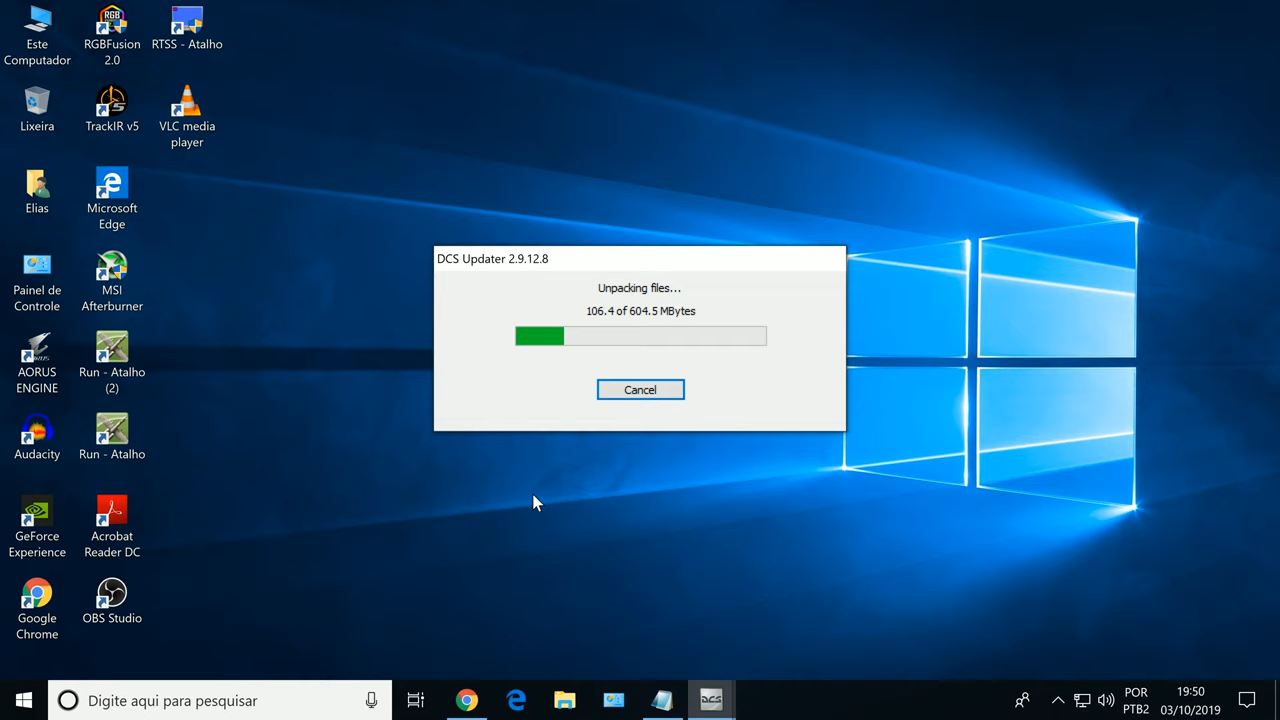 Este
Computador
RGBFusion
2.0
RTSS - Atalho
Lixeira
TrackIR v5
VLC media
player
Elias
Microsoft
Edge
Painel de
Controle
MSI
Afterburner
AORUS
ENGINE
Run - Atalho
(2)
Audacity
Run - Atalho
GeForce
Experience
Acrobat
Reader DC
Google
Chrome
OBS Studio
DCS Updater 2.9.12.8
Unpacking files...
106.4 of 604.5 MBytes
Cancel
Digite aqui para pesquisar
DCS
POR
PTB2
19:50
03/10/2019